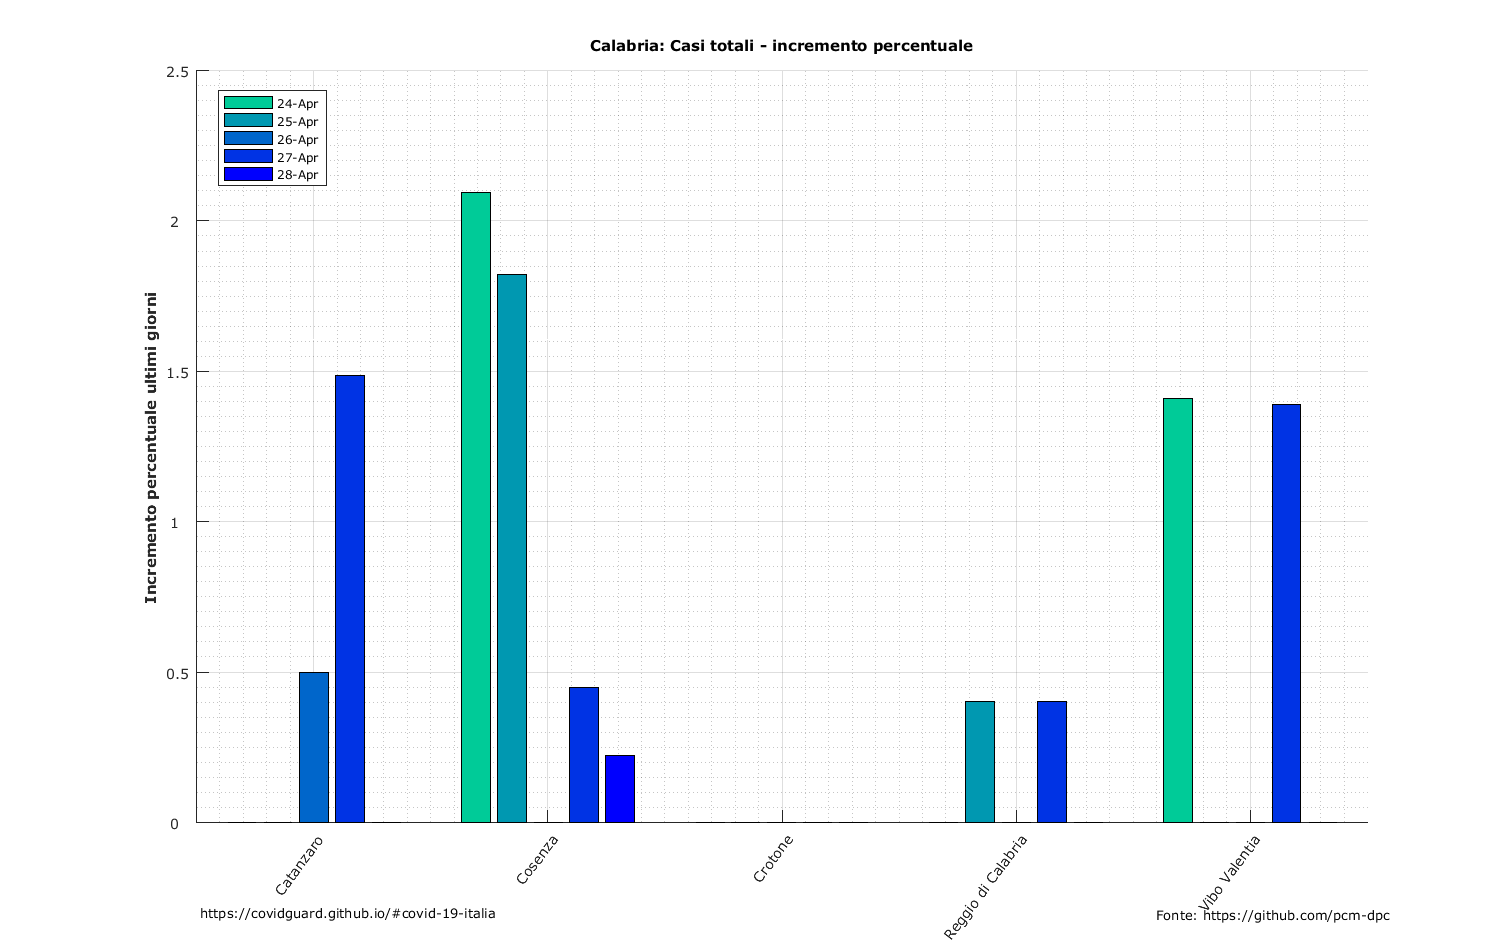 Calabria: Casi totali - incremento percentuale
2.5
2
1.5
1
0.5
0
Incremento percentuale ultimi giorni
24-Apr
25-Apr
26-Apr
27-Apr
28-Apr
Catanzaro
Cosenza
Crotone
Reggio di Calabria
Vibo Valentia
https://covidguard.github.io/#covid-19-italia
Fonte: https://github.com/pcm-dpc